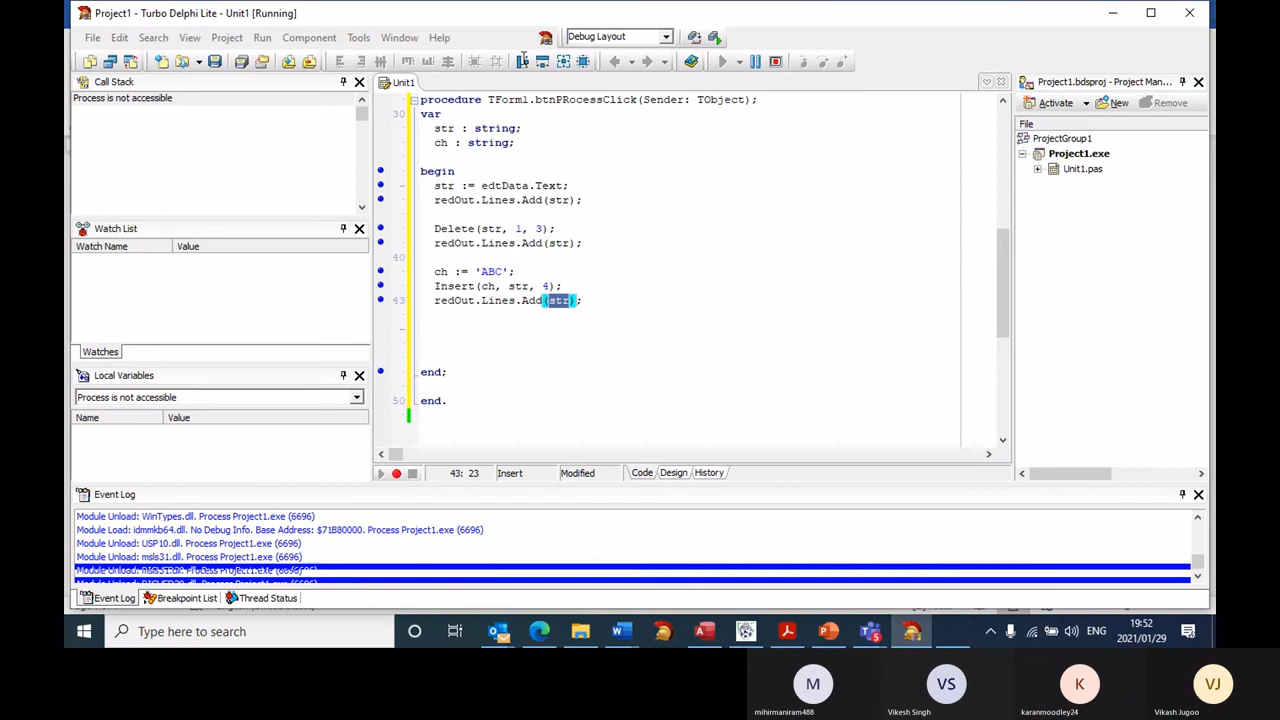 Project1 - Turbo Delphi Lite - Unit1 [Running]
File Edit Search View Project Run Component Tools Window Help
Debug Layout
Call Stack
Process is not accessible
Watch List
Watch Name Value
Watches
Local Variables
Process is not accessible
Name Value
Unit1
procedure TForm1.btnPRocessClick(Sender: TObject);
30 var
str : string;
ch : string;
begin
str := edtData.Text;
redOut.Lines.Add(str);
Delete(str, 1, 3);
redOut.Lines.Add(str);
40
ch := 'ABC';
Insert(ch, str, 4);
43 redOut.Lines.Add(str);
end;
50 end.
43: 23 Insert Modified Code Design History
Project1.bdsproj - Project Man...
Activate New Remove
File
ProjectGroup1
Project1.exe
Unit1.pas
Event Log
Module Unload: WinTypes.dll. Process Project1.exe (6696)
Module Load: idmmkb64.dll. No Debug Info. Base Address: $71B80000. Process Project1.exe (6696)
Module Unload: USP10.dll. Process Project1.exe (6696)
Module Unload: msls31.dll. Process Project1.exe (6696)
Event Log Breakpoint List Thread Status
Type here to search
ENG
19:52
2021/01/29
M
VS
K
VJ
mihirmaniram488
Vikesh Singh
karanmoodley24
Vikash Jugoo